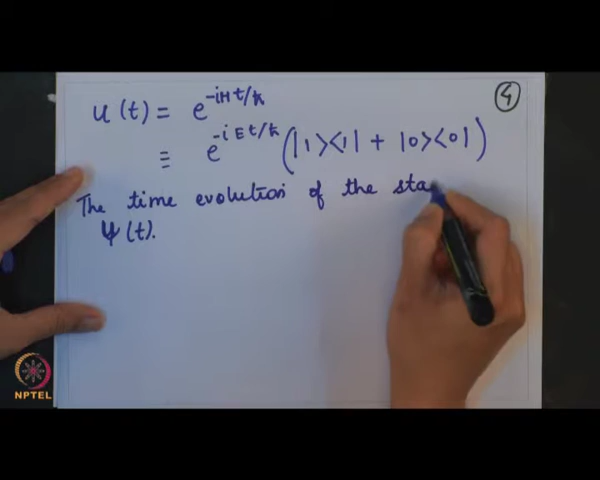 ④
U(t) = e^{-iHt/ħ}
≡ e^{-iEt/ħ} (|1><1| + |0><0|)
The time evolution of the sta
ψ(t).
NPTEL